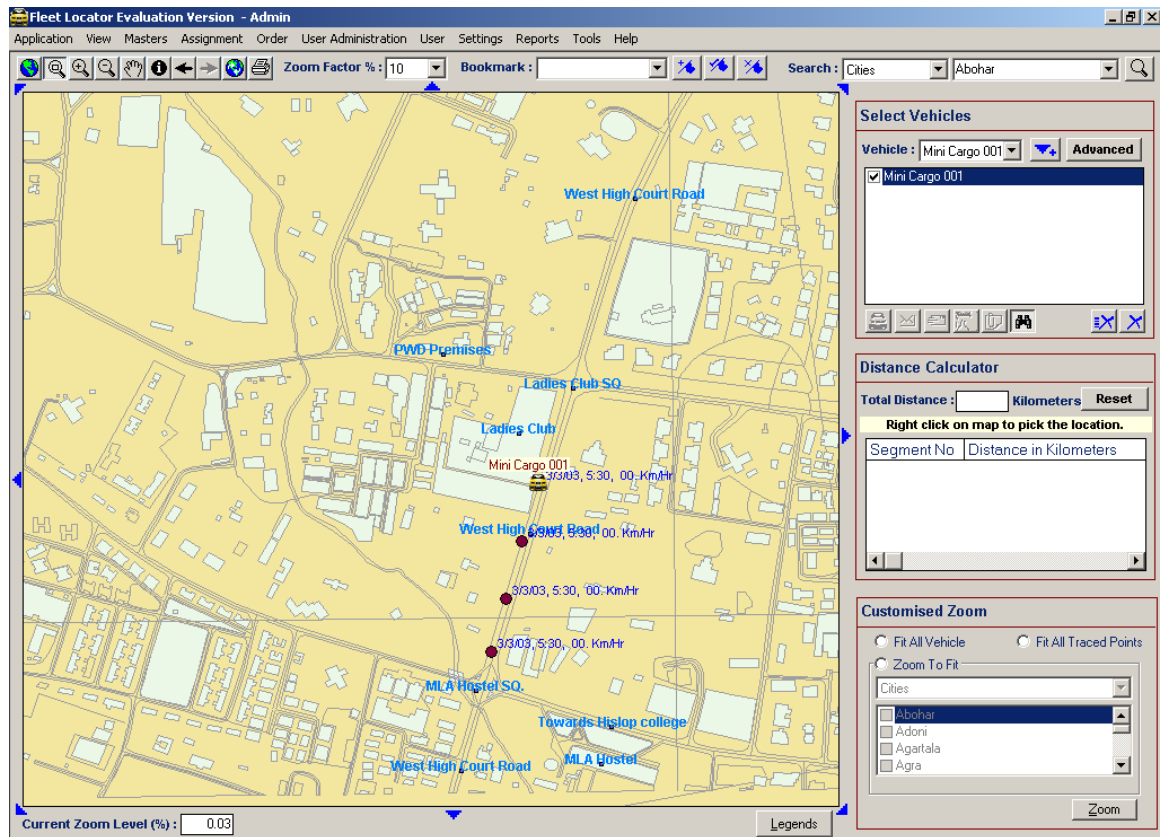 Fleet Locator Evaluation Version - Admin
Application View Masters Assignment Order User Administration User Settings Reports Tools Help
Zoom Factor % : 10 Bookmark : Search : Cities Abohar
Select Vehicles
Vehicle : Mini Cargo 001 Advanced
Mini Cargo 001
West High Court Road
PWD Premises
Ladies Club SQ
Ladies Club
Mini Cargo 001
3/3/03, 5:30, 00. Km/Hr
West High Court Road
3/3/03, 5:30, 00. Km/Hr
3/3/03, 5:30, 00. Km/Hr
3/3/03, 5:30, 00. Km/Hr
MLA Hostel SQ.
Towards Hislop college
MLA Hostel
West High Court Road
Distance Calculator
Total Distance : Kilometers Reset
Right click on map to pick the location.
Segment No Distance in Kilometers
Customised Zoom
Fit All Vehicle Fit All Traced Points
Zoom To Fit
Cities
Abohar
Adoni
Agartala
Agra
Zoom
Current Zoom Level (%) : 0.03 Legends